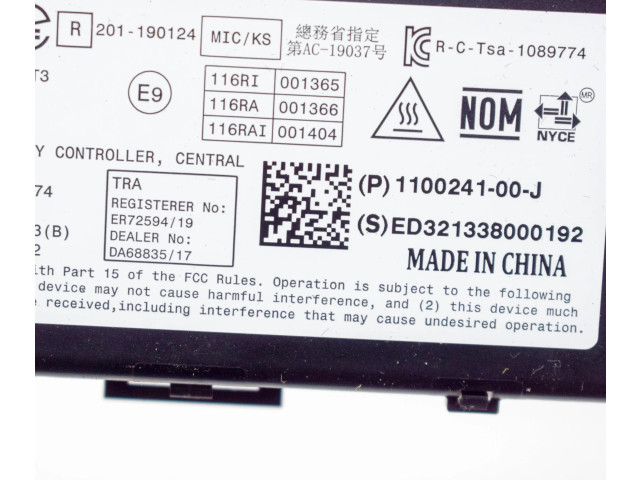 R 201-190124 MIC/KS 總務省指定
第AC-19037号 R-C-Tsa-1089774
T3
E9
116RI 001365
116RA 001366
116RAI 001404
NOM
MR
NYCE
Y CONTROLLER, CENTRAL
74
TRA
REGISTERER No:
ER72594/19
DEALER No:
DA68835/17
3(B)
2
(P) 1100241-00-J
(S) ED321338000192
MADE IN CHINA
ith Part 15 of the FCC Rules. Operation is subject to the following
device may not cause harmful interference, and (2) this device much
e received,including interference that may cause undesired operation.